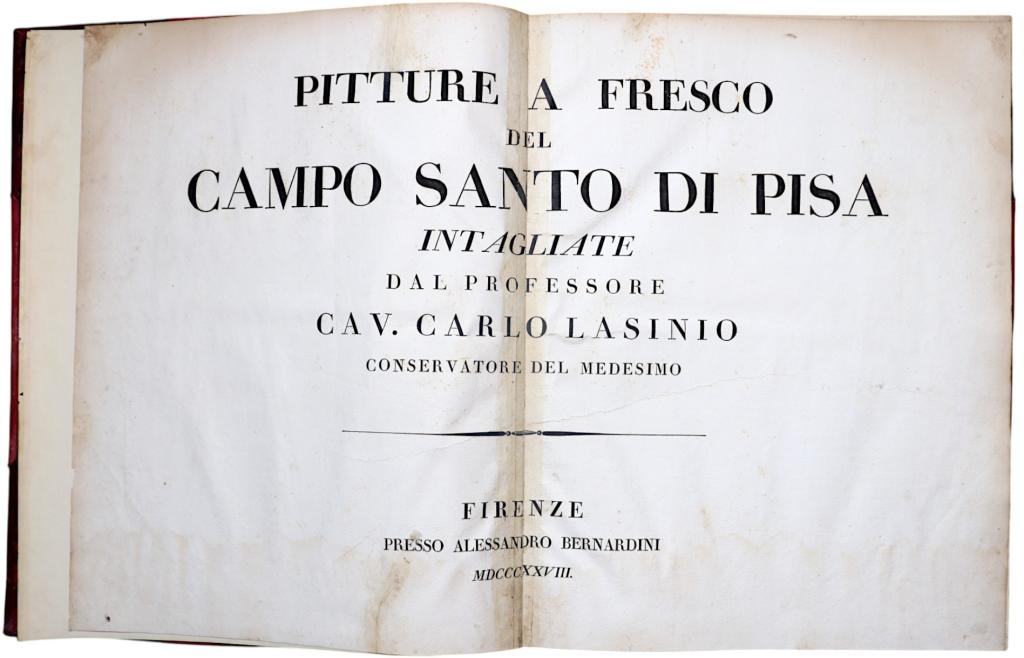 PITTURE A FRESCO
DEL
CAMPO SANTO DI PISA
INTAGLIATE
DAL PROFESSORE
CAV. CARLO LASINIO
CONSERVATORE DEL MEDESIMO
FIRENZE
PRESSO ALESSANDRO BERNARDINI
MDCCCXXVIII.